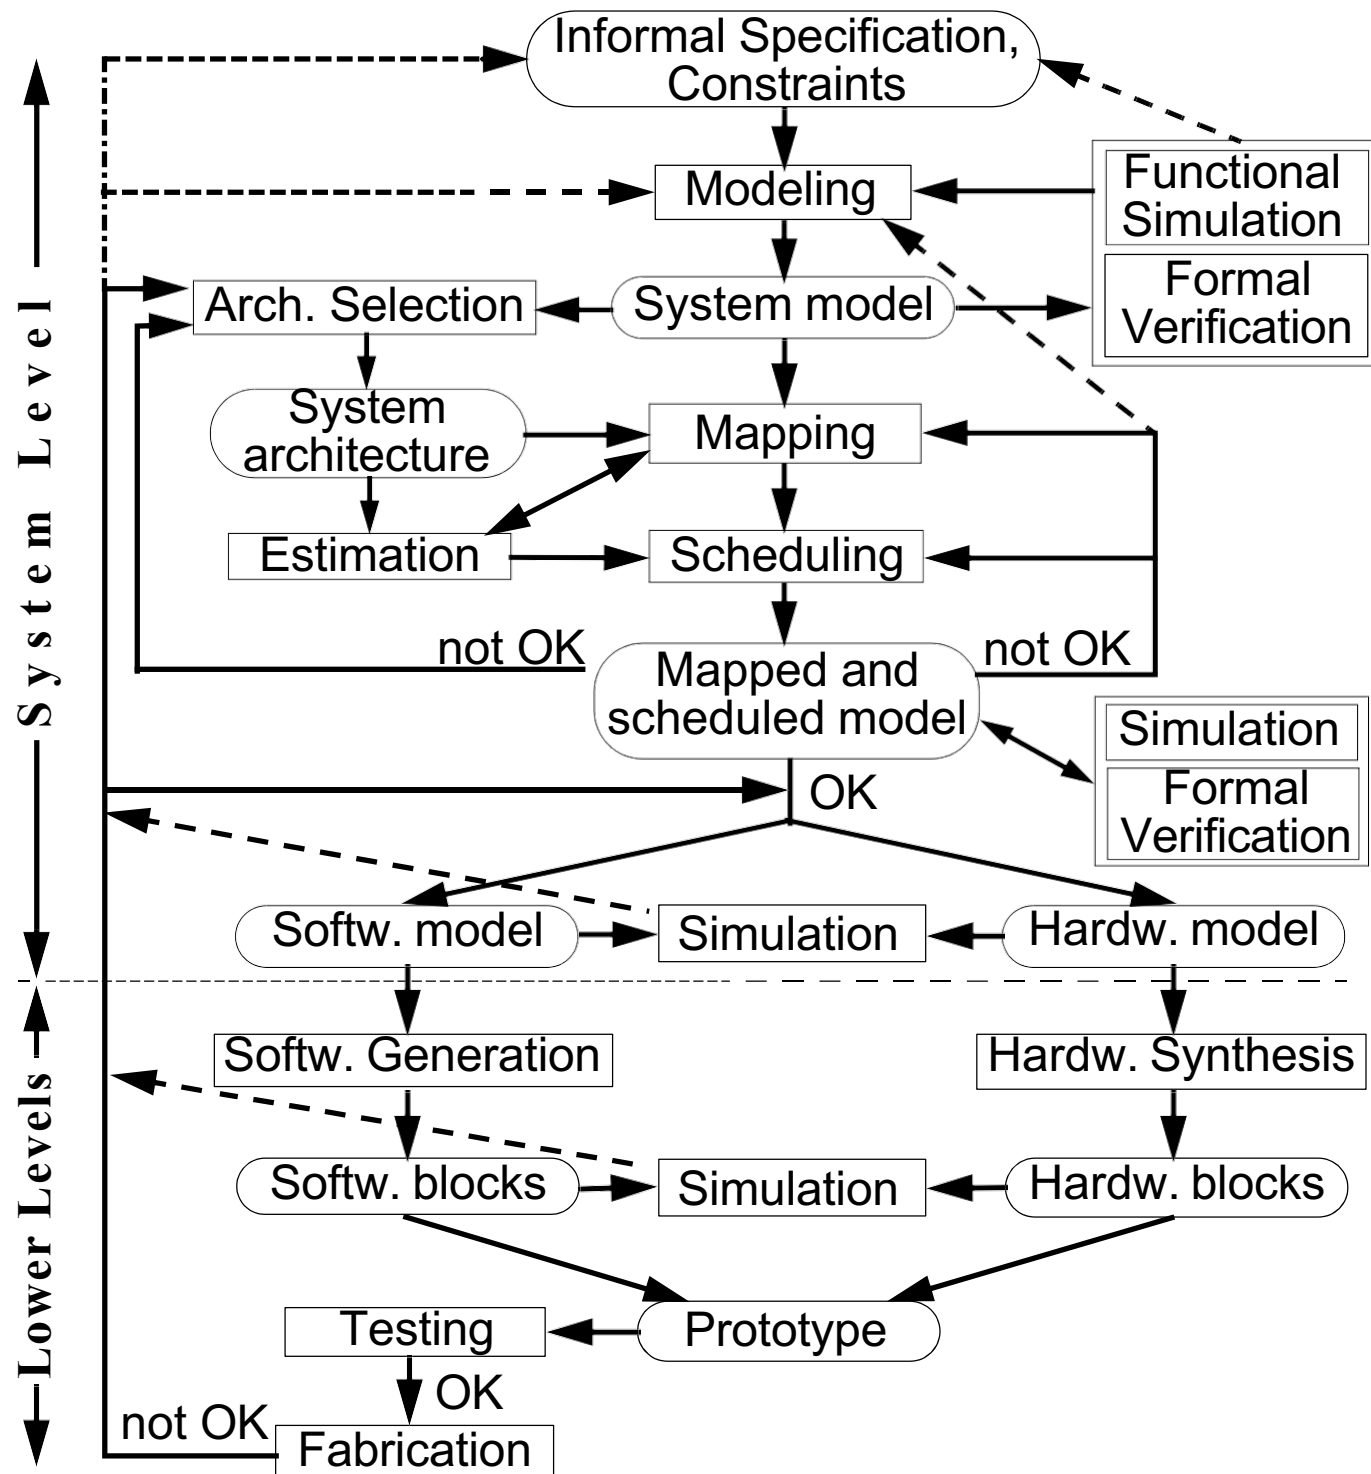 Informal Specification,
Constraints
Modeling
Functional
Simulation
Formal
Verification
Arch. Selection
System model
System
architecture
Mapping
Estimation
Scheduling
not OK
not OK
Mapped and
scheduled model
Simulation
Formal
Verification
OK
Softw. model
Simulation
Hardw. model
System Level
Softw. Generation
Hardw. Synthesis
Softw. blocks
Simulation
Hardw. blocks
Testing
Prototype
OK
not OK
Fabrication
Lower Levels